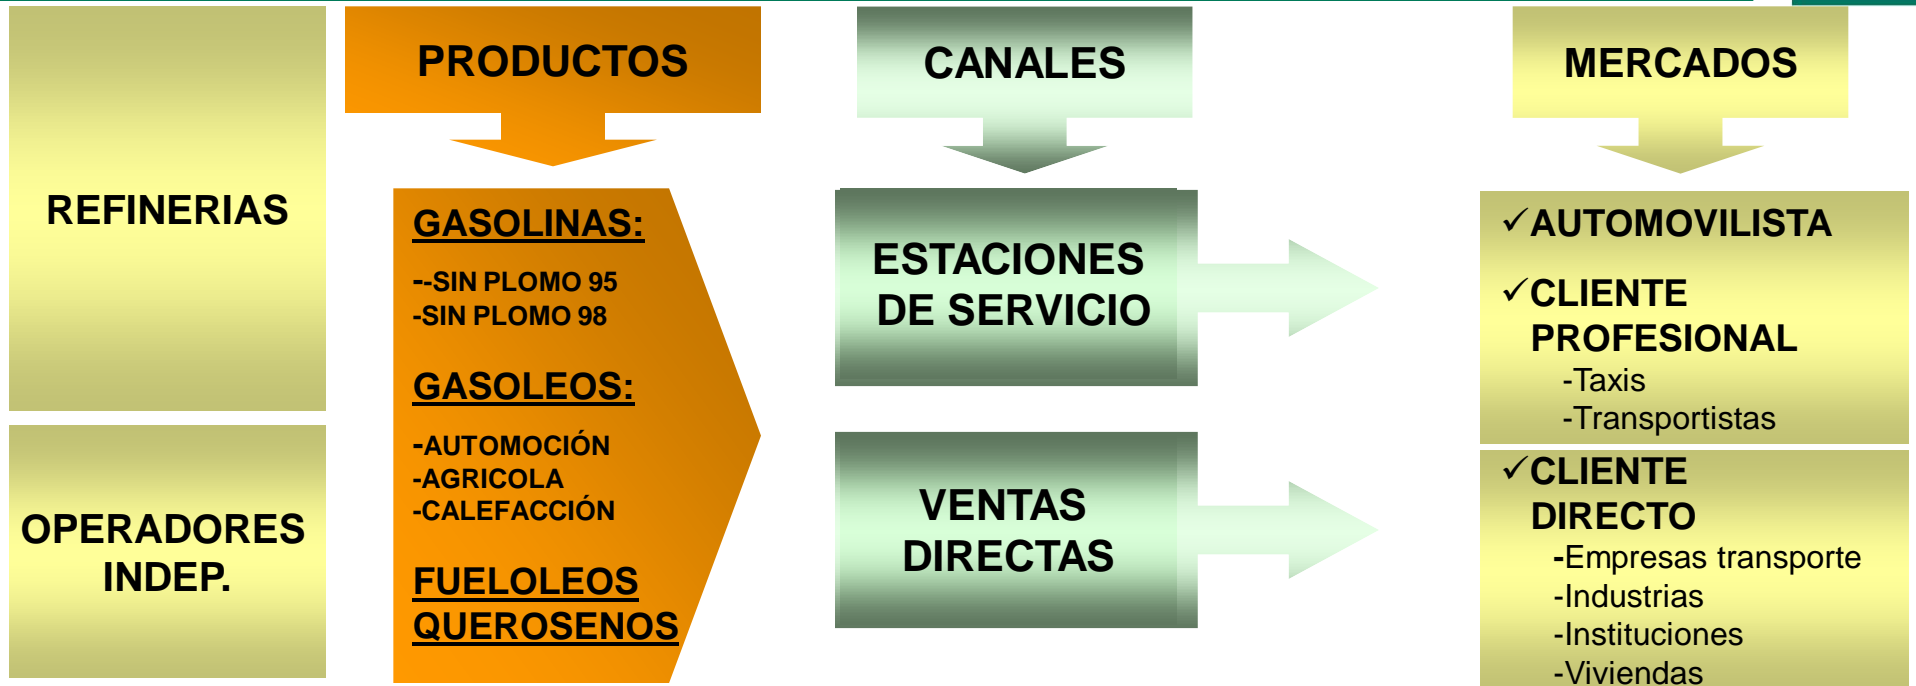 REFINERIAS
OPERADORES
INDEP.
PRODUCTOS
GASOLINAS:
--SIN PLOMO 95
-SIN PLOMO 98
GASOLEOS:
-AUTOMOCIÓN
-AGRICOLA
-CALEFACCIÓN
FUELOLEOS
QUEROSENOS
CANALES
ESTACIONES
DE SERVICIO
VENTAS
DIRECTAS
MERCADOS
✓AUTOMOVILISTA
✓CLIENTE
PROFESIONAL
-Taxis
-Transportistas
✓CLIENTE
DIRECTO
-Empresas transporte
-Industrias
-Instituciones
-Viviendas